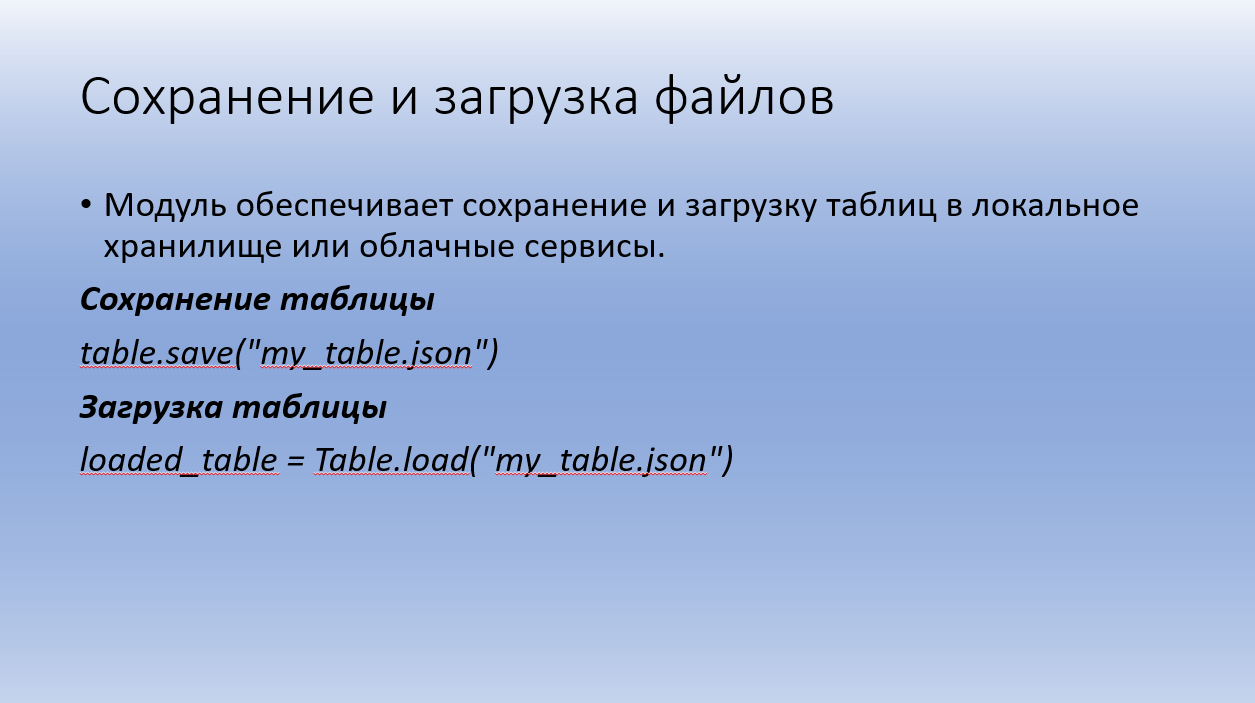 Сохранение и загрузка файлов
• Модуль обеспечивает сохранение и загрузку таблиц в локальное
хранилище или облачные сервисы.
Сохранение таблицы
table.save("my_table.json")
Загрузка таблицы
loaded_table = Table.load("my_table.json")